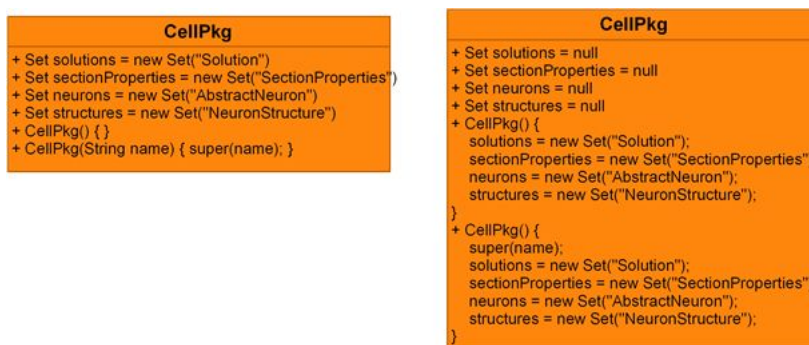 CellPkg
+ Set solutions = new Set("Solution")
+ Set sectionProperties = new Set("SectionProperties")
+ Set neurons = new Set("AbstractNeuron")
+ Set structures = new Set("NeuronStructure")
+ CellPkg() { }
+ CellPkg(String name) { super(name); }
CellPkg
+ Set solutions = null
+ Set sectionProperties = null
+ Set neurons = null
+ Set structures = null
+ CellPkg() {
solutions = new Set("Solution");
sectionProperties = new Set("SectionProperties"
neurons = new Set("AbstractNeuron");
structures = new Set("NeuronStructure");
}
+ CellPkg() {
super(name);
solutions = new Set("Solution");
sectionProperties = new Set("SectionProperties"
neurons = new Set("AbstractNeuron");
structures = new Set("NeuronStructure");
}